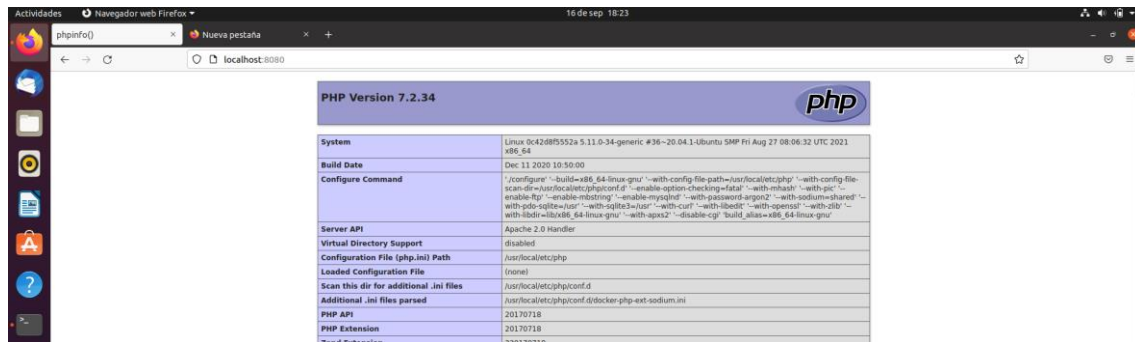 Actividades Navegador web Firefox 16 de sep 18:23
phpinfo() Nueva pestaña
localhost:8080
PHP Version 7.2.34
php
System Linux 0c42d8f5552a 5.11.0-34-generic #36~20.04.1-Ubuntu SMP Fri Aug 27 08:06:32 UTC 2021
x86_64
Build Date Dec 11 2020 10:50:00
Configure Command './configure' '--build=x86_64-linux-gnu' '--with-config-file-path=/usr/local/etc/php' '--with-config-file-
scan-dir=/usr/local/etc/php/conf.d' '--enable-option-checking=fatal' '--with-mhash' '--with-pic' '--
enable-ftp' '--enable-mbstring' '--enable-mysqlnd' '--with-password-argon2' '--with-sodium=shared' '--
with-pdo-sqlite=/usr' '--with-sqlite3=/usr' '--with-curl' '--with-libedit' '--with-openssl' '--with-zlib' '--
with-libdir=lib/x86_64-linux-gnu' '--with-apxs2' '--disable-cgi' 'build_alias=x86_64-linux-gnu'
Server API Apache 2.0 Handler
Virtual Directory Support disabled
Configuration File (php.ini) Path /usr/local/etc/php
Loaded Configuration File (none)
Scan this dir for additional .ini files /usr/local/etc/php/conf.d
Additional .ini files parsed /usr/local/etc/php/conf.d/docker-php-ext-sodium.ini
PHP API 20170718
PHP Extension 20170718